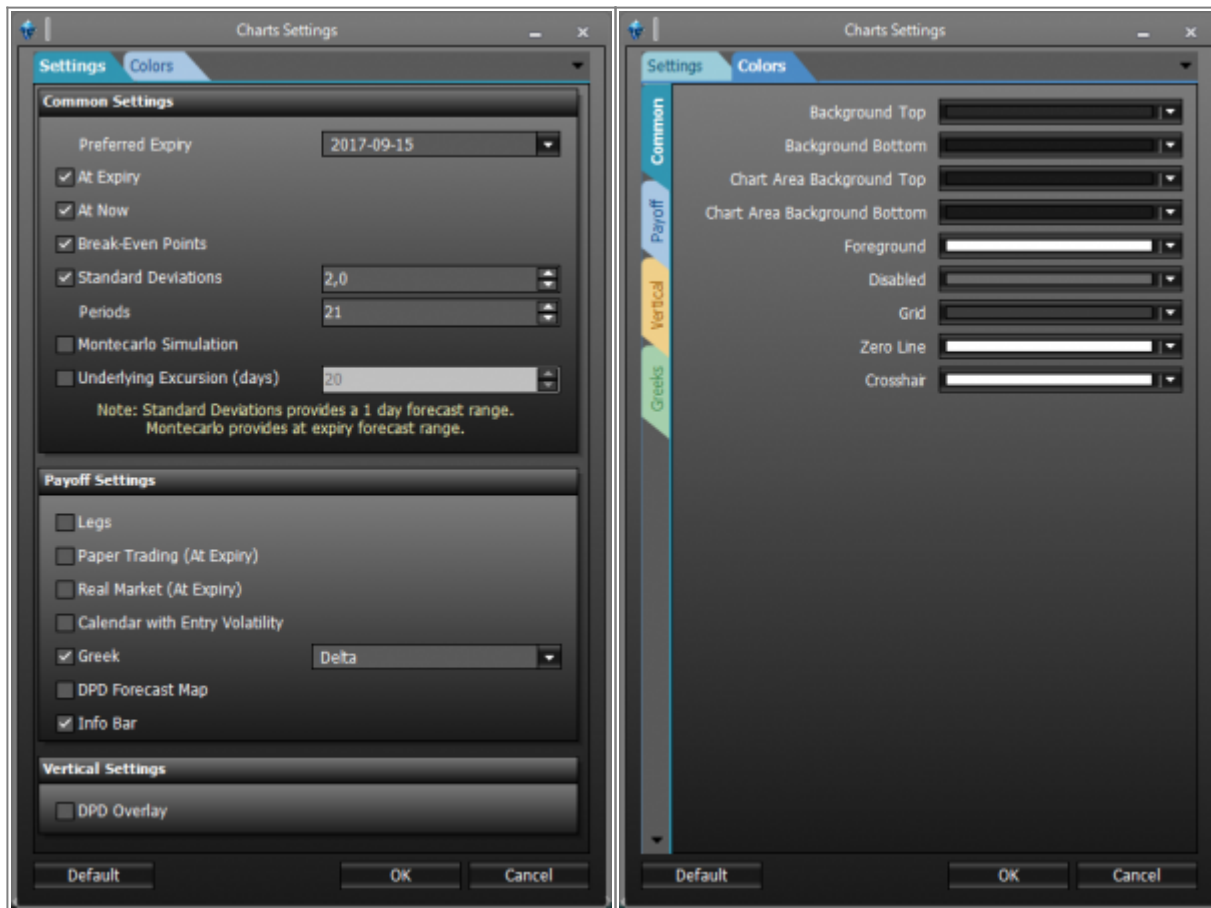 Charts Settings
Settings Colors
Common Settings
Preferred Expiry 2017-09-15
At Expiry
At Now
Break-Even Points
Standard Deviations 2,0
Periods 21
Montecarlo Simulation
Underlying Excursion (days) 20
Note: Standard Deviations provides a 1 day forecast range.
Montecarlo provides at expiry forecast range.
Payoff Settings
Legs
Paper Trading (At Expiry)
Real Market (At Expiry)
Calendar with Entry Volatility
Greek Delta
DPD Forecast Map
Info Bar
Vertical Settings
DPD Overlay
Default OK Cancel
Charts Settings
Settings Colors
Common
Payoff
Vertical
Greeks
Background Top
Background Bottom
Chart Area Background Top
Chart Area Background Bottom
Foreground
Disabled
Grid
Zero Line
Crosshair
Default OK Cancel